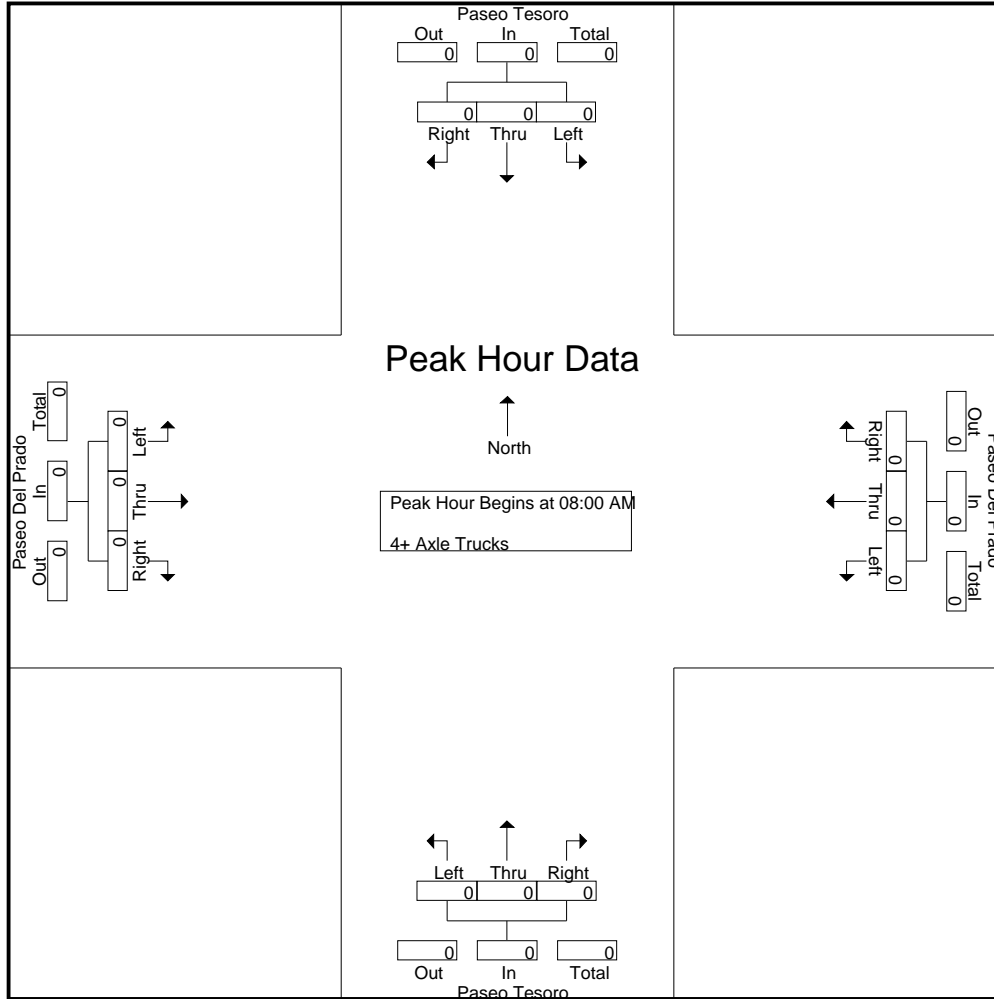 Paseo Tesoro
Out In Total
0 0 0
0 0 0
Right Thru Left
Peak Hour Data
North
Peak Hour Begins at 08:00 AM
4+ Axle Trucks
Paseo Del Prado
Total In Out
0 0 0
0 0 0
Left Thru Right
Paseo Del Prado
Out In Total
0 0 0
0 0 0
Right Thru Left
Left Thru Right
0 0 0
0 0 0
Out In Total
Paseo Tesoro